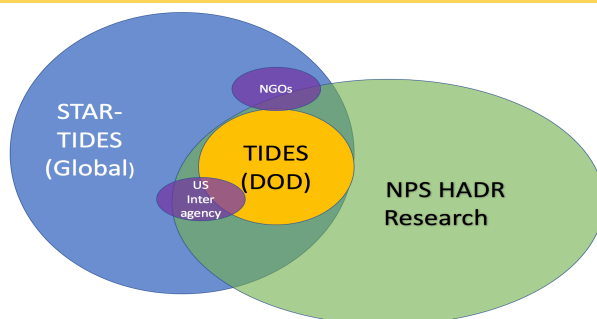 NGOs
STAR-
TIDES
(Global)
TIDES
(DOD)
US
Inter
agency
NPS HADR
Research